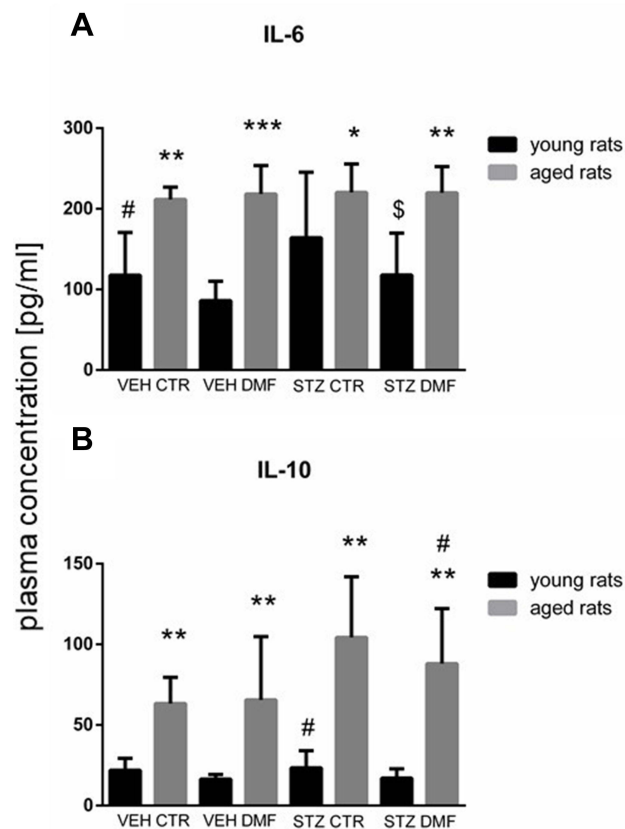 A
IL-6
plasma concentration [pg/ml]
300
200
100
0
# ** *** * $ **
young rats
aged rats
VEH CTR VEH DMF STZ CTR STZ DMF
B
IL-10
150
100
50
0
** ** # ** # **
young rats
aged rats
VEH CTR VEH DMF STZ CTR STZ DMF